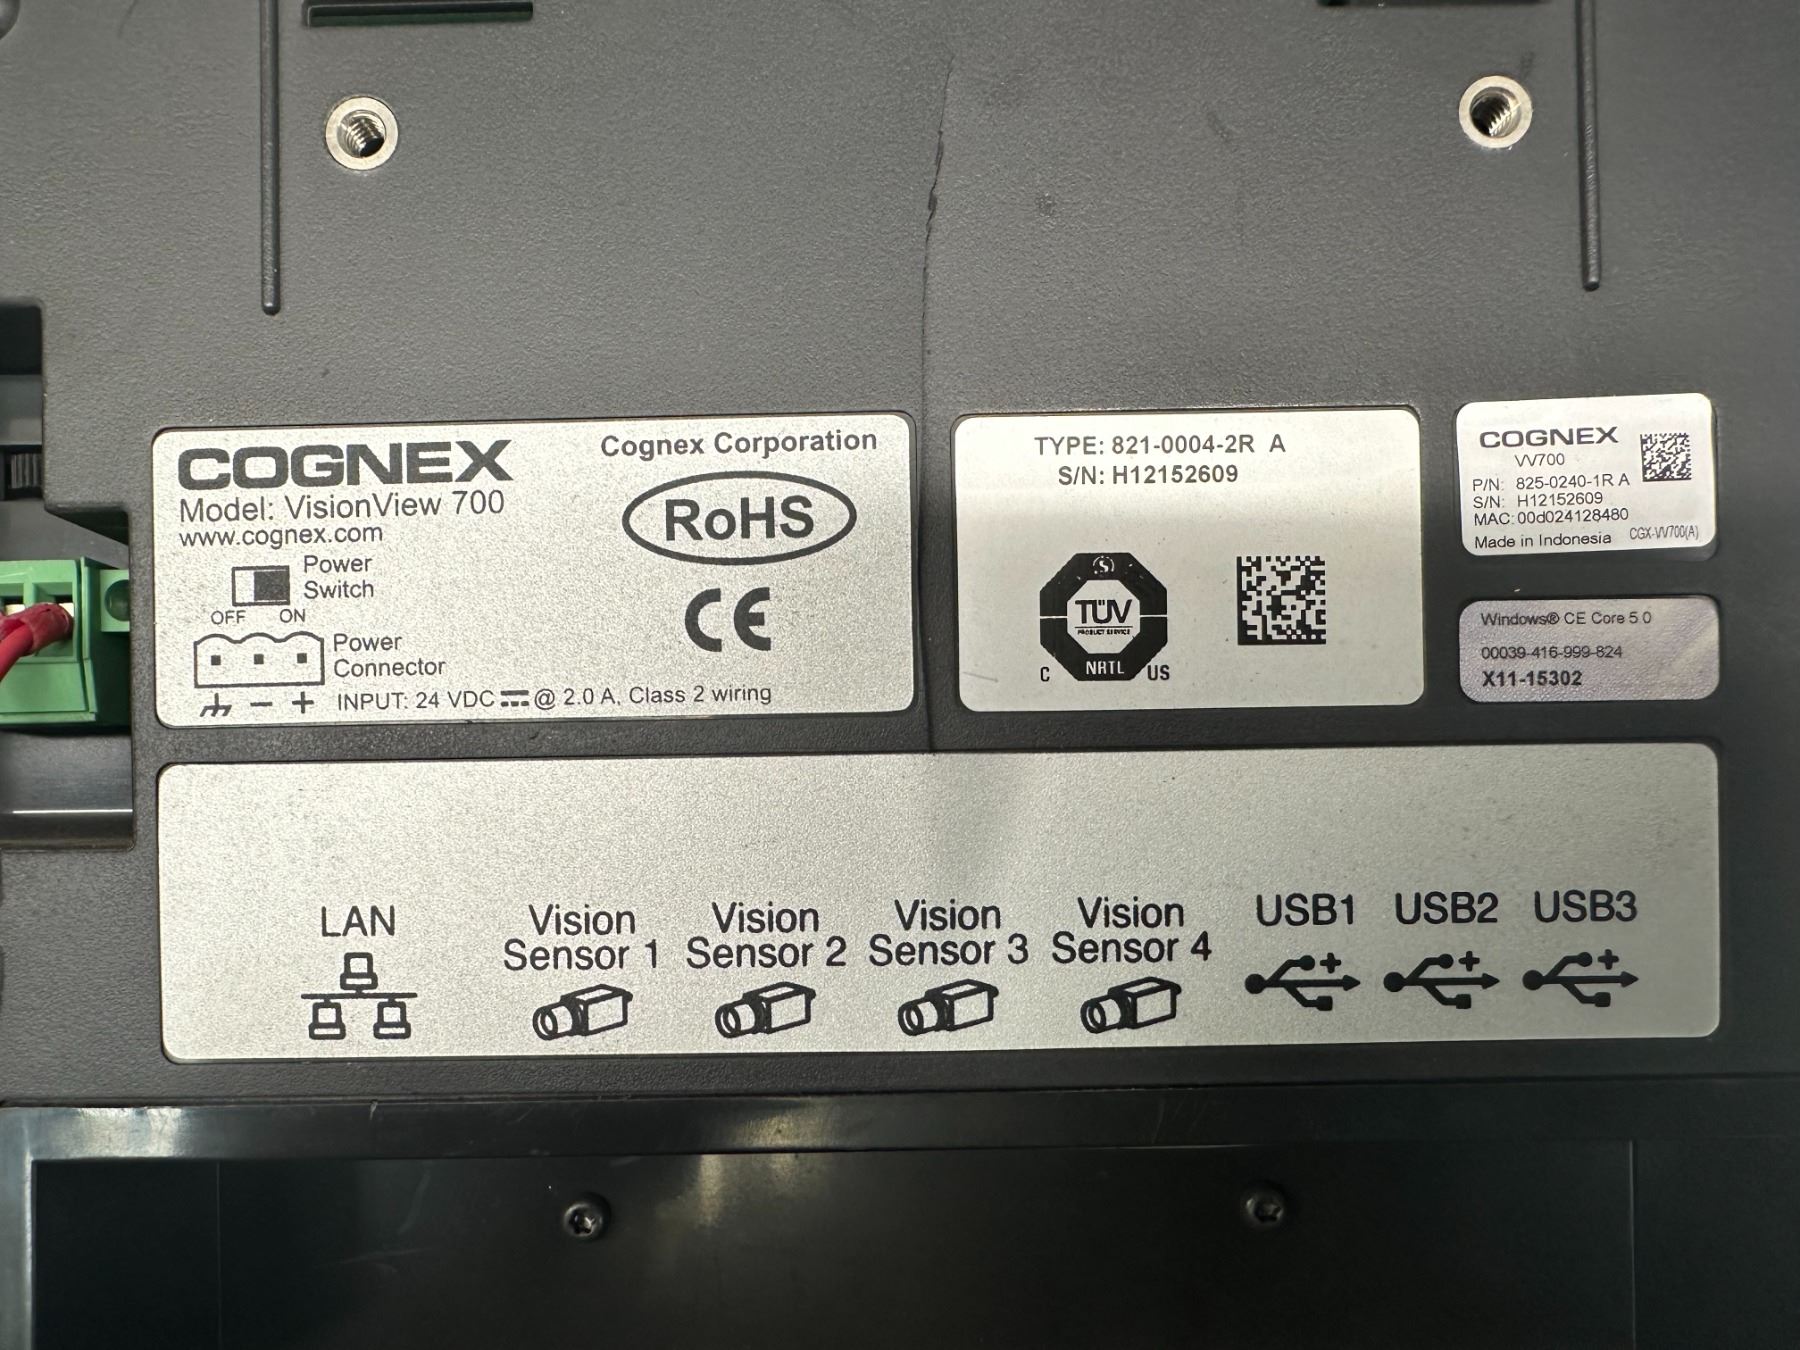 COGNEX
Cognex Corporation
Model: VisionView 700
www.cognex.com
RoHS
Power
Switch
OFF ON
CE
Power
Connector
INPUT: 24 VDC @ 2.0 A, Class 2 wiring
TYPE: 821-0004-2R A
S/N: H12152609
TÜV
PRODUCT SERVICE
C NRTL US
COGNEX
VV700
P/N: 825-0240-1R A
S/N: H12152609
MAC: 00d024128480
Made in Indonesia CGX-VV700(A)
Windows® CE Core 5.0
00039-416-999-824
X11-15302
LAN
Vision
Sensor 1
Vision
Sensor 2
Vision
Sensor 3
Vision
Sensor 4
USB1 USB2 USB3